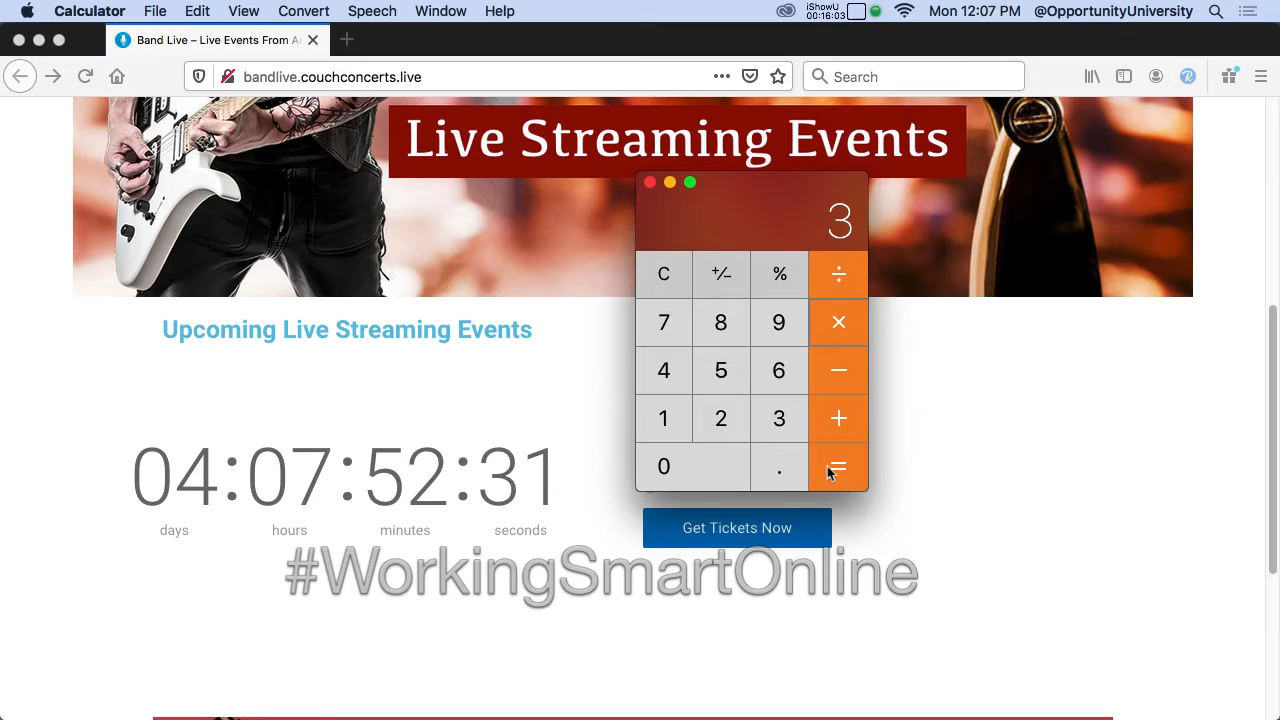 Calculator File Edit View Convert Speech Window Help iShowU 00:16:03 Mon 12:07 PM @OpportunityUniversity
Band Live – Live Events From Ar
bandlive.couchconcerts.live Search
Live Streaming Events
3
C +/− % ÷
7 8 9 ×
4 5 6 −
1 2 3 +
0 . =
Upcoming Live Streaming Events
04:07:52:31
days hours minutes seconds
Get Tickets Now
#WorkingSmartOnline